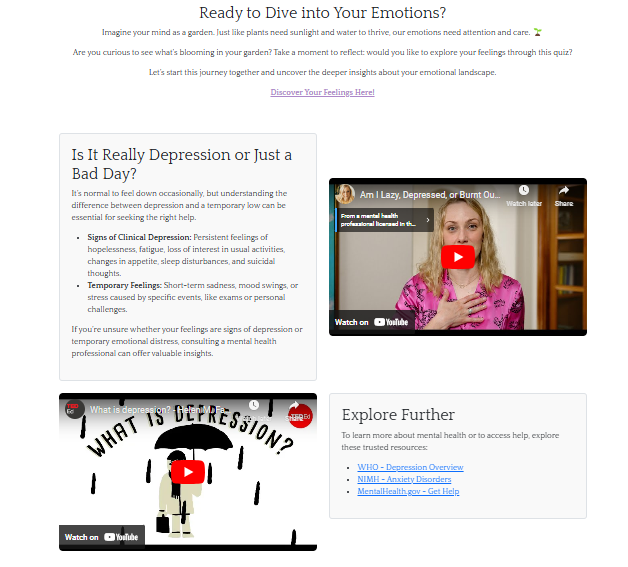 Ready to Dive into Your Emotions?
Imagine your mind as a garden. Just like plants need sunlight and water to thrive, our emotions need attention and care. 🌱
Are you curious to see what's blooming in your garden? Take a moment to reflect: would you like to explore your feelings through this quiz?
Let's start this journey together and uncover the deeper insights about your emotional landscape.
Discover Your Feelings Here!
Is It Really Depression or Just a
Bad Day?
It's normal to feel down occasionally, but understanding the
difference between depression and a temporary low can be
essential for seeking the right help.
• Signs of Clinical Depression: Persistent feelings of
hopelessness, fatigue, loss of interest in usual activities,
changes in appetite, sleep disturbances, and suicidal
thoughts.
• Temporary Feelings: Short-term sadness, mood swings, or
stress caused by specific events, like exams or personal
challenges.
If you're unsure whether your feelings are signs of depression or
temporary emotional distress, consulting a mental health
professional can offer valuable insights.
Am I Lazy, Depressed, or Burnt Ou...
Watch later
Share
From a mental health
professional licensed in th...
Watch on YouTube
What is depression? - Helen M. Fa...
Share
WHAT IS DEPRESSION?
Watch on YouTube
Explore Further
To learn more about mental health or to access help, explore
these trusted resources:
• WHO - Depression Overview
• NIMH - Anxiety Disorders
• MentalHealth.gov - Get Help